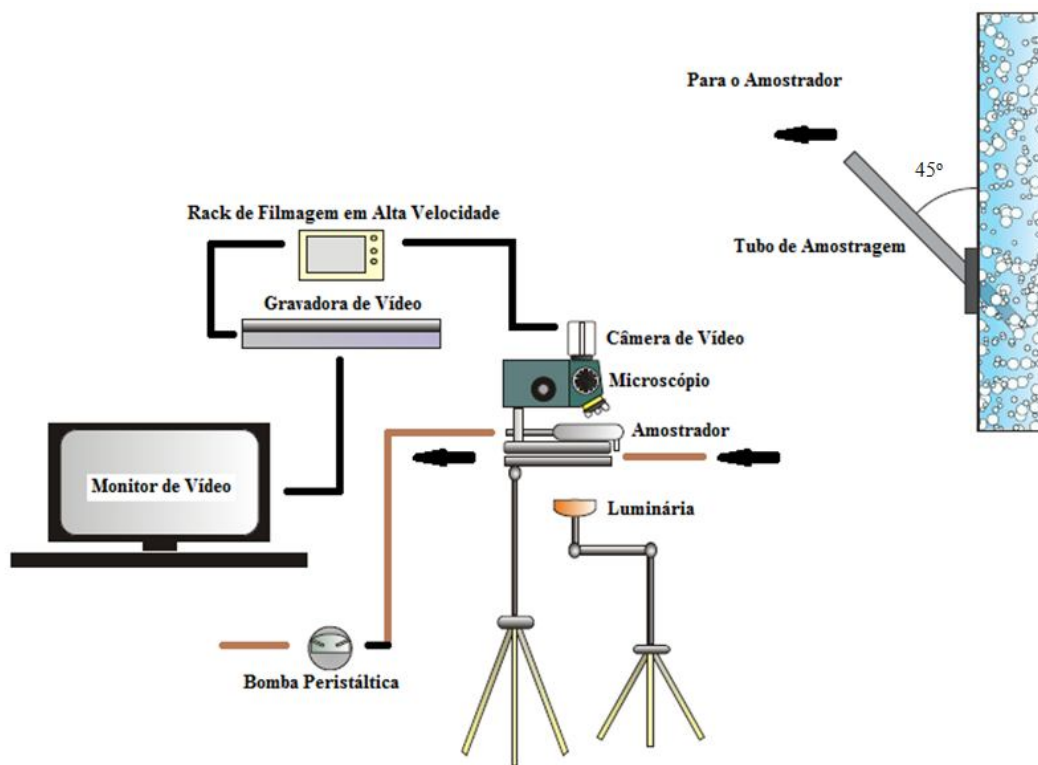 Para o Amostrador
45º
Tubo de Amostragem
Rack de Filmagem em Alta Velocidade
Gravadora de Vídeo
Câmera de Vídeo
Microscópio
Amostrador
Monitor de Vídeo
Luminária
Bomba Peristáltica